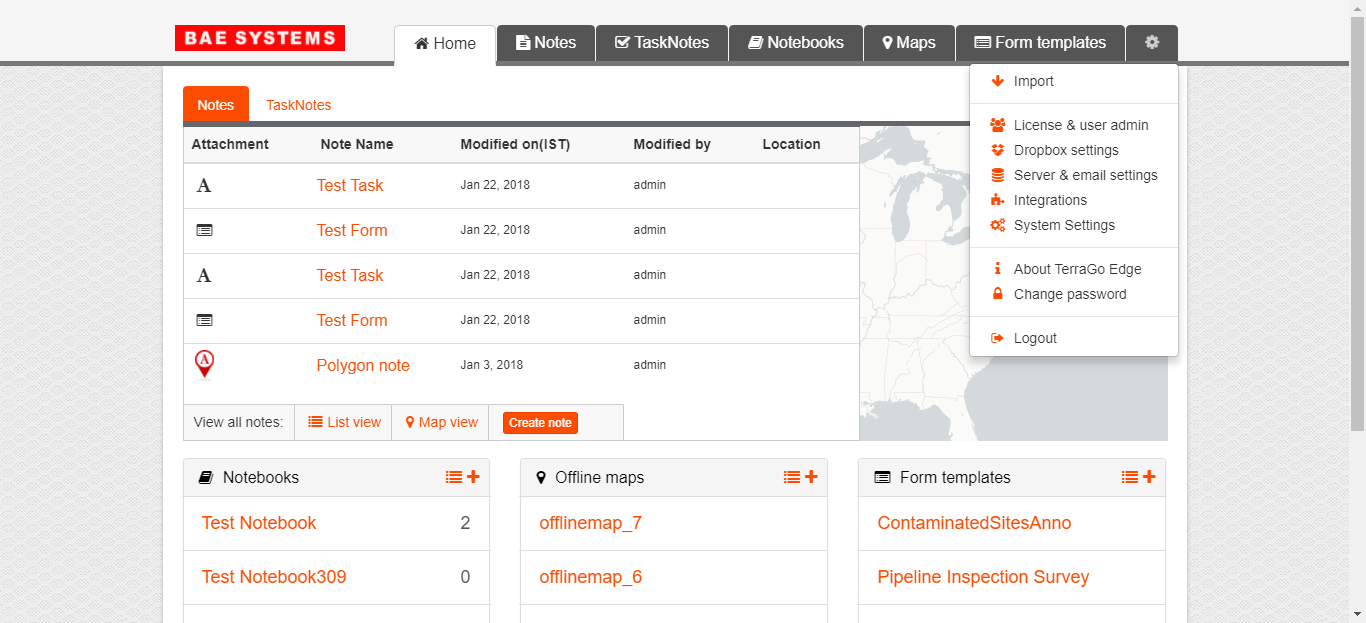 BAE SYSTEMS
Home
Notes
TaskNotes
Notebooks
Maps
Form templates
Import
License & user admin
Dropbox settings
Server & email settings
Integrations
System Settings
About TerraGo Edge
Change password
Logout
Notes TaskNotes
Attachment Note Name Modified on(IST) Modified by Location
A Test Task Jan 22, 2018 admin
Test Form Jan 22, 2018 admin
A Test Task Jan 22, 2018 admin
Test Form Jan 22, 2018 admin
A Polygon note Jan 3, 2018 admin
View all notes: List view Map view Create note
Notebooks
Test Notebook 2
Test Notebook309 0
Offline maps
offlinemap_7
offlinemap_6
Form templates
ContaminatedSitesAnno
Pipeline Inspection Survey